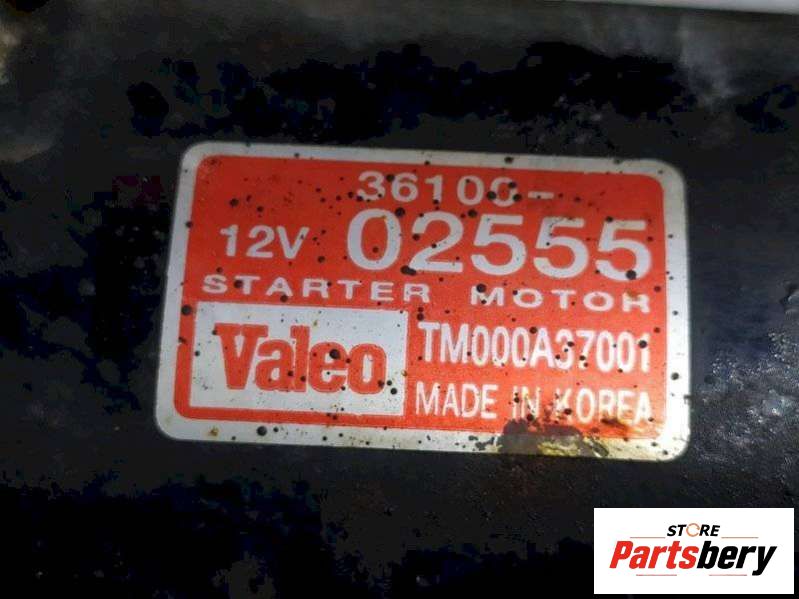 36100-
12V 02555
STARTER MOTOR
Valeo TM000A37001
MADE IN KOREA
STORE
Partsbery